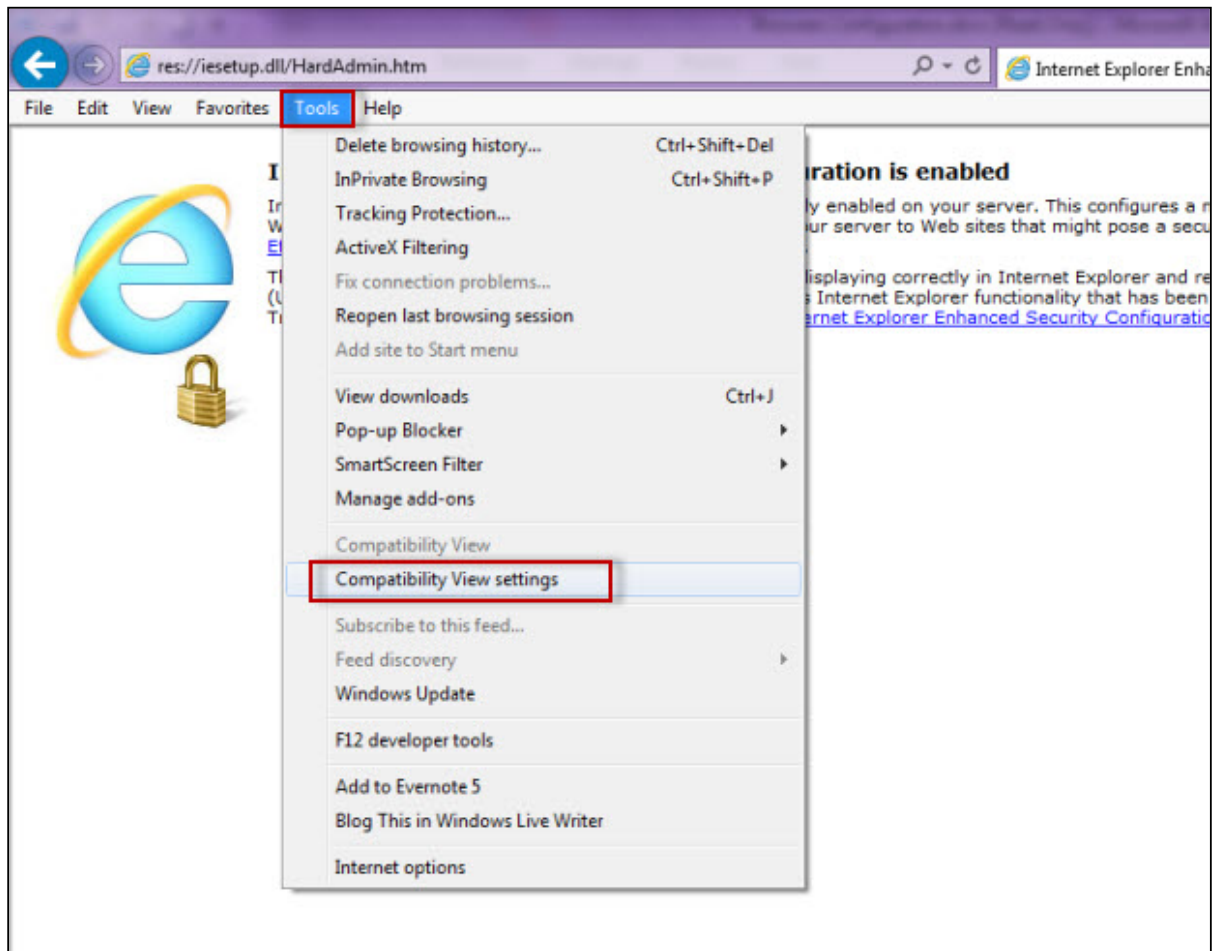 res://iesetup.dll/HardAdmin.htm
Internet Explorer Enha
File Edit View Favorites Tools Help
Delete browsing history... Ctrl+Shift+Del
InPrivate Browsing Ctrl+Shift+P
Tracking Protection...
ActiveX Filtering
Fix connection problems...
Reopen last browsing session
Add site to Start menu
View downloads Ctrl+J
Pop-up Blocker
SmartScreen Filter
Manage add-ons
Compatibility View
Compatibility View settings
Subscribe to this feed...
Feed discovery
Windows Update
F12 developer tools
Add to Evernote 5
Blog This in Windows Live Writer
Internet options
uration is enabled
ly enabled on your server. This configures a
ur server to Web sites that might pose a secu
displaying correctly in Internet Explorer and re
s Internet Explorer functionality that has been
ernet Explorer Enhanced Security Configuratio